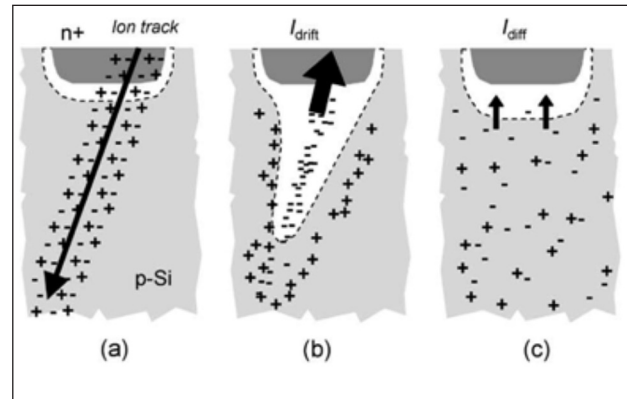 n+ Ion track
p-Si
(a)
I_drift
(b)
I_diff
(c)